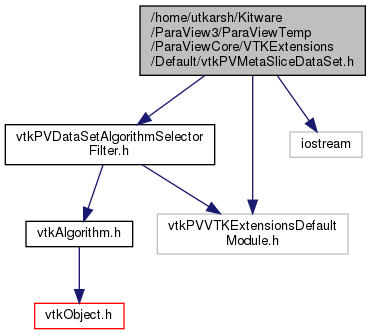 /home/utkarsh/Kitware
/ParaView3/ParaViewTemp
/ParaViewCore/VTKExtensions
/Default/vtkPVMetaSliceDataSet.h
vtkPVDataSetAlgorithmSelector
Filter.h
iostream
vtkAlgorithm.h
vtkPVVTKExtensionsDefault
Module.h
vtkObject.h